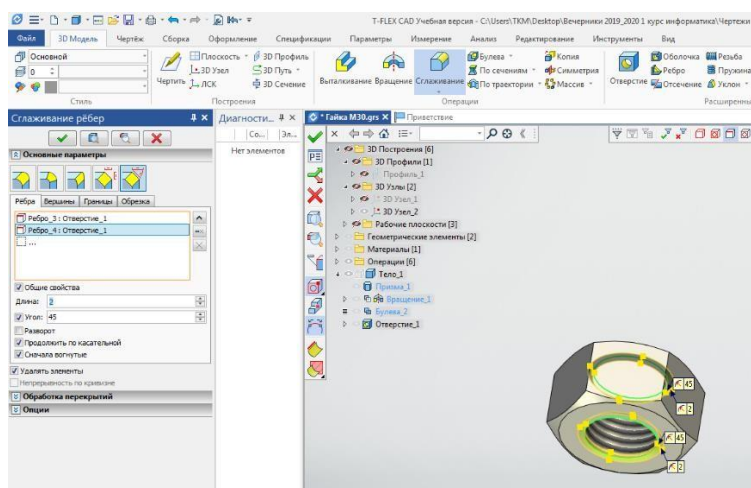 T-FLEX CAD Учебная версия - C:\Users\TKM\Desktop\Вечерники 2019_2020 1 курс информатика\Чертежи
Файл 3D Модель Чертёж Сборка Оформление Спецификации Параметры Измерение Анализ Редактирование Инструменты Вид
Основной
0
Стиль
Чертить
Плоскость
3D Узел
ЛСК
3D Профиль
3D Путь
3D Сечение
Построения
Выталкивание Вращение Сглаживание
Булева
По сечениям
По траектории
Копия
Симметрия
Массив
Операции
Отверстие
Оболочка
Ребро
Отсечение
Резьба
Пружина
Уклон
Расширенны
Сглаживание рёбер
Основные параметры
Рёбра Вершины Границы Обрезка
Ребро_3 : Отверстие_1
Ребро_4 : Отверстие_1
...
Общие свойства
Длина: 2
Угол: 45
Разворот
Продолжить по касательной
Сначала вогнутые
Удалять элементы
Непрерывность по кривизне
Обработка перекрытий
Опции
Диагности...
Со... Эл...
Нет элементов
* Гайка М30.grs X Приветствие
3D Построения [6]
3D Профили [1]
Профиль_1
3D Узлы [2]
3D Узел_1
3D Узел_2
Рабочие плоскости [3]
Геометрические элементы [2]
Материалы [1]
Операции [6]
Тело_1
Призма_1
Вращение_1
Булева_2
Отверстие_1
45
2
45
2